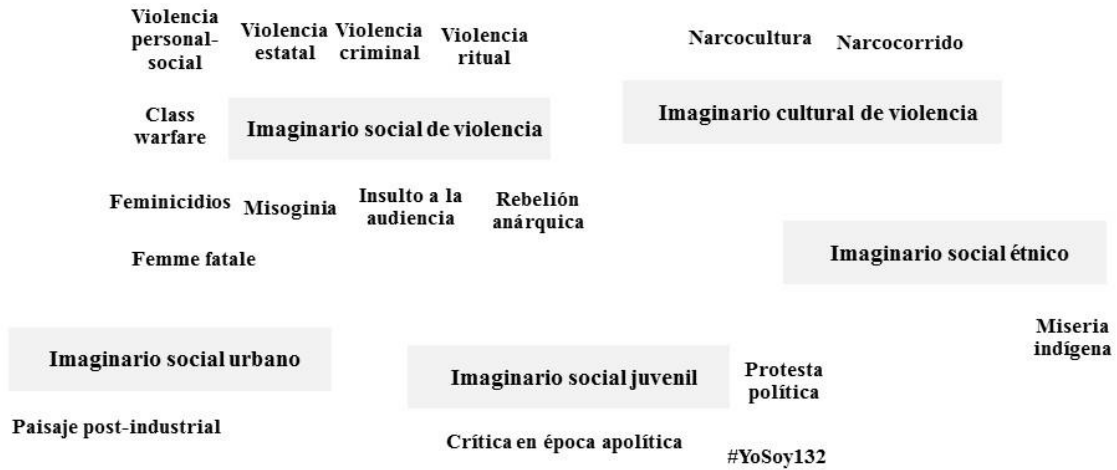 Violencia
personal-
social
Violencia
estatal
Violencia
criminal
Violencia
ritual
Narcocultura
Narcocorrido
Class
warfare
Imaginario social de violencia
Imaginario cultural de violencia
Feminicidios
Misoginia
Insulto a la
audiencia
Rebelión
anárquica
Femme fatale
Imaginario social étnico
Miseria
indígena
Imaginario social urbano
Imaginario social juvenil
Protesta
política
Paisaje post-industrial
Crítica en época apolítica
#YoSoy132